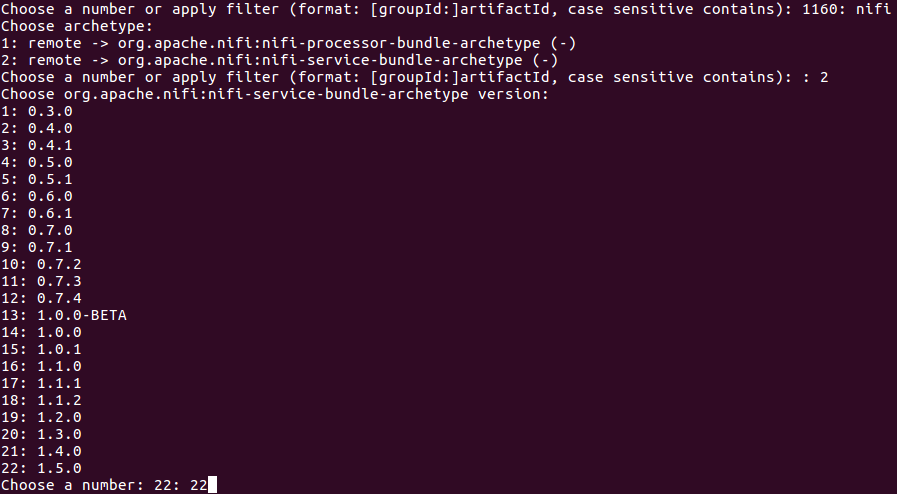 Choose a number or apply filter (format: [groupId:]artifactId, case sensitive contains): 1160: nifi
Choose archetype:
1: remote -> org.apache.nifi:nifi-processor-bundle-archetype (-)
2: remote -> org.apache.nifi:nifi-service-bundle-archetype (-)
Choose a number or apply filter (format: [groupId:]artifactId, case sensitive contains): : 2
Choose org.apache.nifi:nifi-service-bundle-archetype version:
1: 0.3.0
2: 0.4.0
3: 0.4.1
4: 0.5.0
5: 0.5.1
6: 0.6.0
7: 0.6.1
8: 0.7.0
9: 0.7.1
10: 0.7.2
11: 0.7.3
12: 0.7.4
13: 1.0.0-BETA
14: 1.0.0
15: 1.0.1
16: 1.1.0
17: 1.1.1
18: 1.1.2
19: 1.2.0
20: 1.3.0
21: 1.4.0
22: 1.5.0
Choose a number: 22: 22